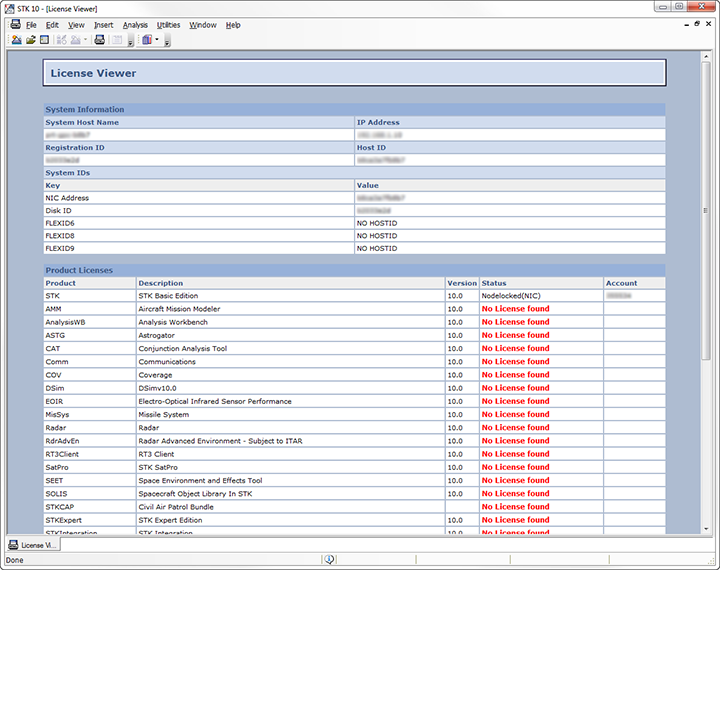 STK 10 - [License Viewer]
File Edit View Insert Analysis Utilities Window Help
License Viewer
System Information
System Host Name IP Address
Registration ID Host ID
System IDs
Key Value
NIC Address
Disk ID
FLEXID6 NO HOSTID
FLEXID8 NO HOSTID
FLEXID9 NO HOSTID
Product Licenses
Product Description Version Status Account
STK STK Basic Edition 10.0 Nodelocked(NIC)
AMM Aircraft Mission Modeler 10.0 No License found
AnalysisWB Analysis Workbench 10.0 No License found
ASTG Astrogator 10.0 No License found
CAT Conjunction Analysis Tool 10.0 No License found
Comm Communications 10.0 No License found
COV Coverage 10.0 No License found
DSim DSimv10.0 10.0 No License found
EOIR Electro-Optical Infrared Sensor Performance 10.0 No License found
MisSys Missile System 10.0 No License found
Radar Radar 10.0 No License found
RdrAdvEn Radar Advanced Environment - Subject to ITAR 10.0 No License found
RT3Client RT3 Client 10.0 No License found
SatPro STK SatPro 10.0 No License found
SEET Space Environment and Effects Tool 10.0 No License found
SOLIS Spacecraft Object Library In STK 10.0 No License found
STKCAP Civil Air Patrol Bundle No License found
STKExpert STK Expert Edition 10.0 No License found
STKIntegration STK Integration 10.0 No License found
License Vi...
Done